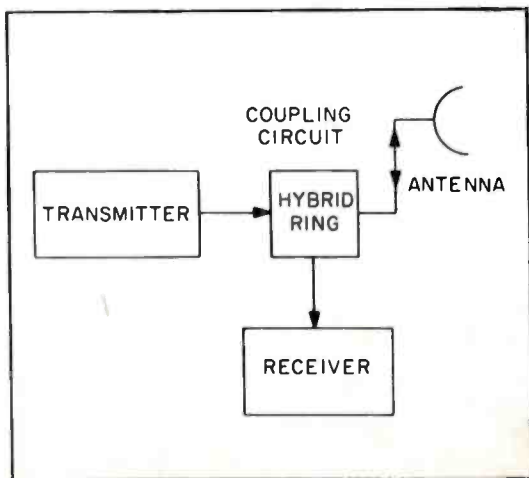 COUPLING
CIRCUIT
ANTENNA
TRANSMITTER
HYBRID
RING
RECEIVER